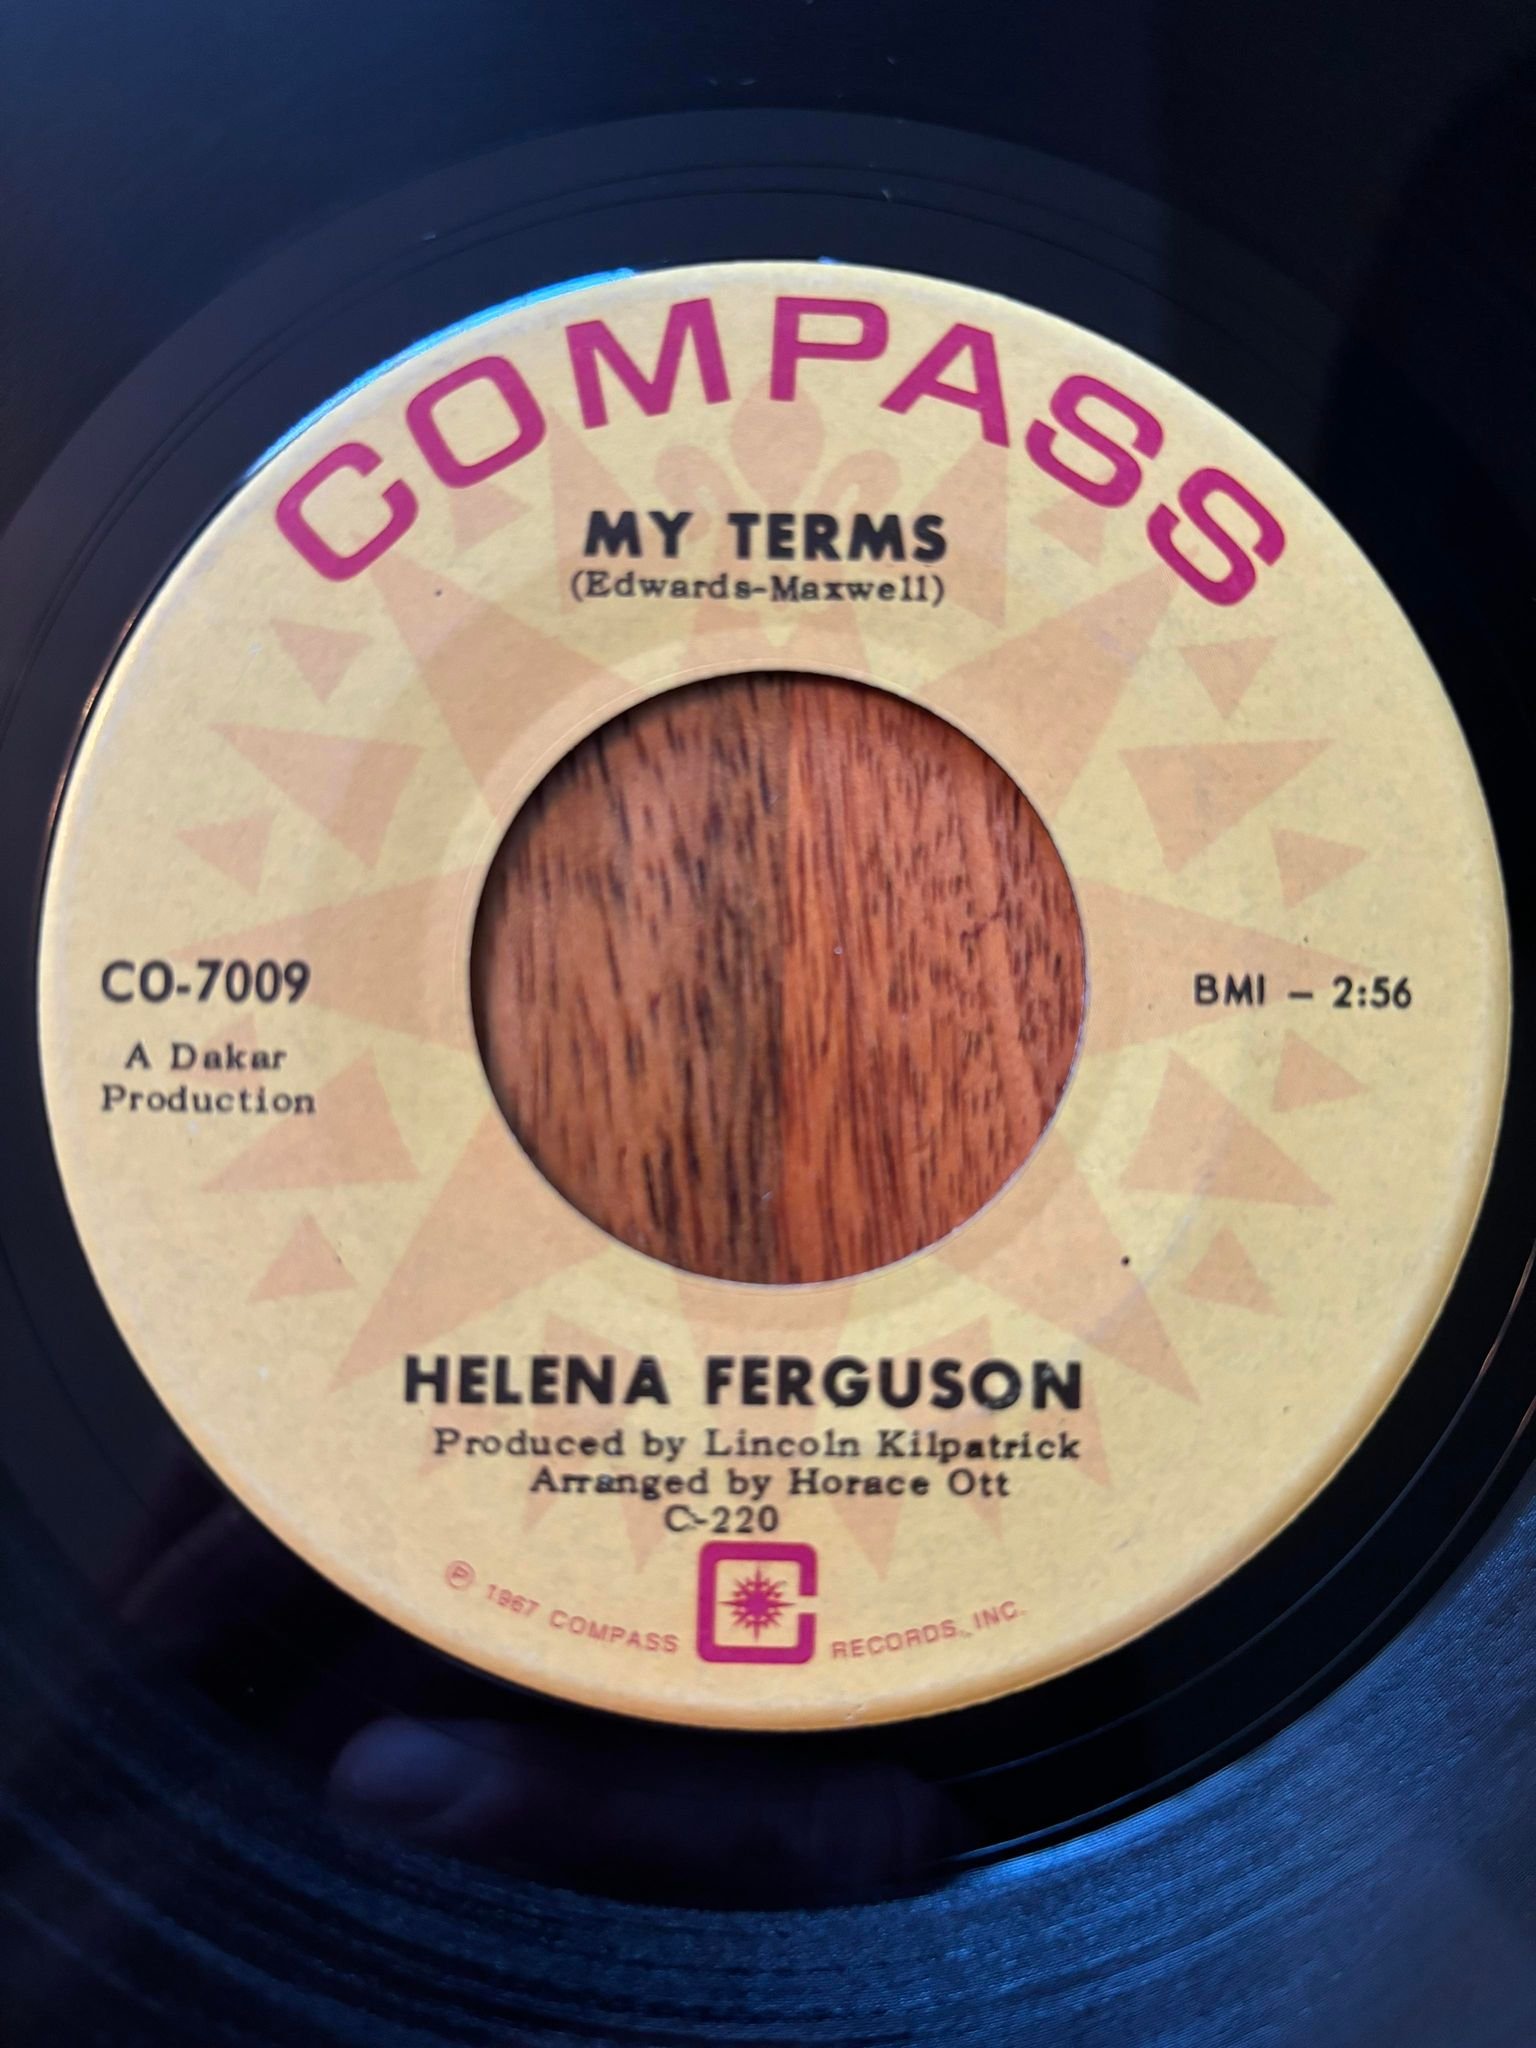 COMPASS
MY TERMS
(Edwards-Maxwell)
CO-7009
A Dakar
Production
BMI – 2:56
HELENA FERGUSON
Produced by Lincoln Kilpatrick
Arranged by Horace Ott
C-220
℗ 1967 COMPASS RECORDS, INC.